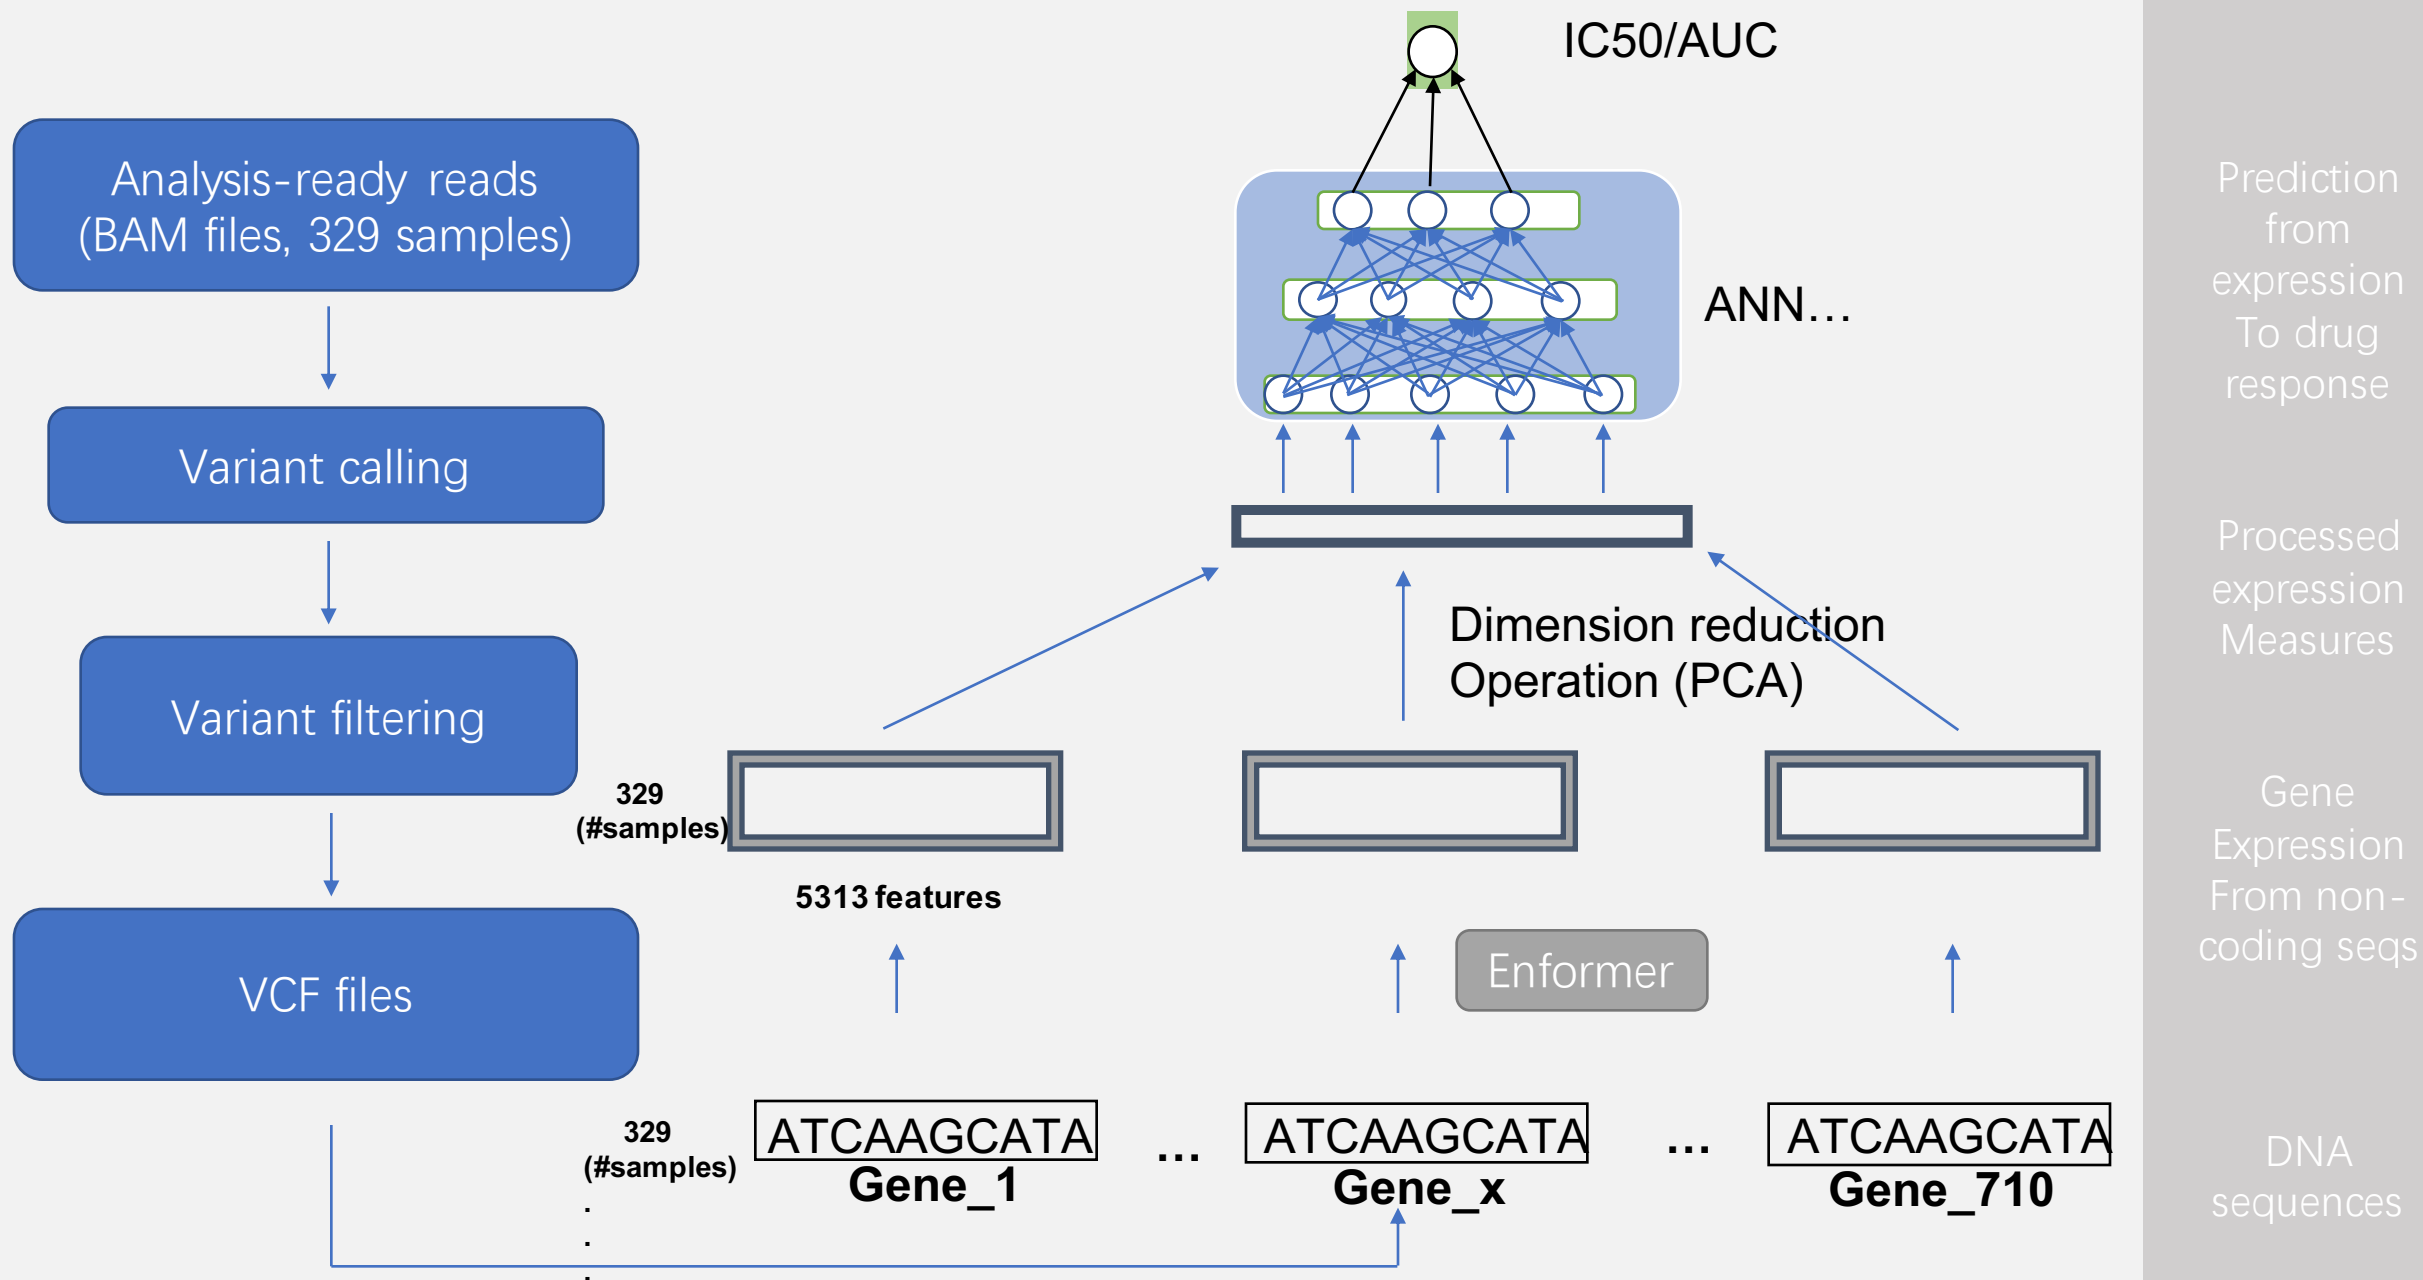 IC50/AUC
Analysis-ready reads
(BAM files, 329 samples)
Variant calling
Variant filtering
VCF files
ANN...
Dimension reduction
Operation (PCA)
329
(#samples)
5313 features
Enformer
329
(#samples)
.
.
.
ATCAAGCATA
Gene_1
...
ATCAAGCATA
Gene_x
...
ATCAAGCATA
Gene_710
Prediction
from
expression
To drug
response
Processed
expression
Measures
Gene
Expression
From non-
coding seqs
DNA
sequences